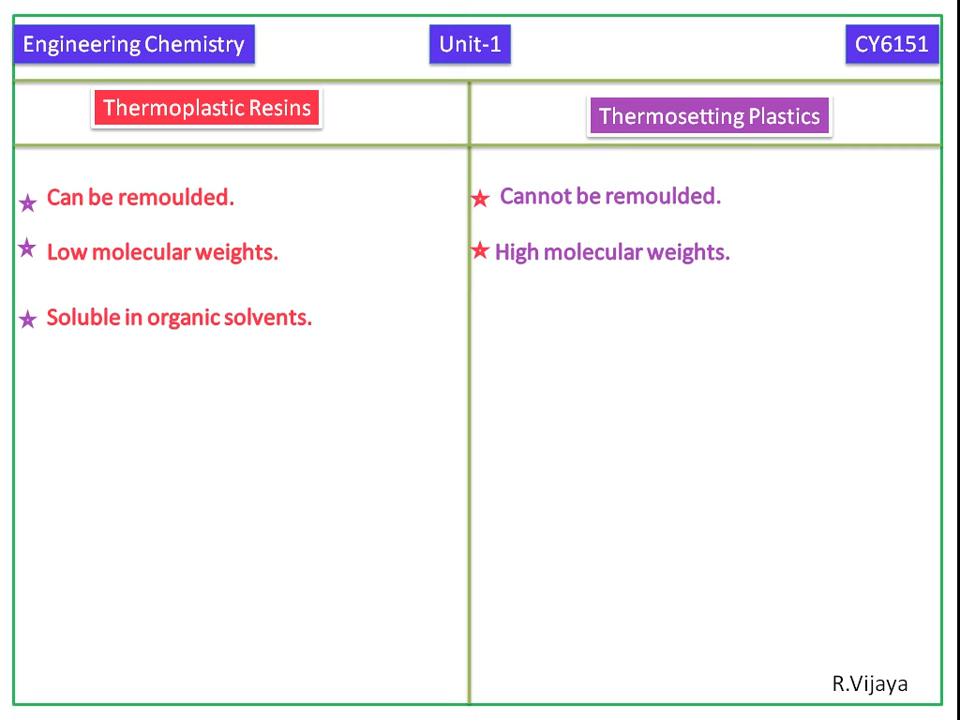 Engineering Chemistry
Unit-1
CY6151
Thermoplastic Resins
Thermosetting Plastics
Can be remoulded.
Cannot be remoulded.
Low molecular weights.
High molecular weights.
Soluble in organic solvents.
R.Vijaya